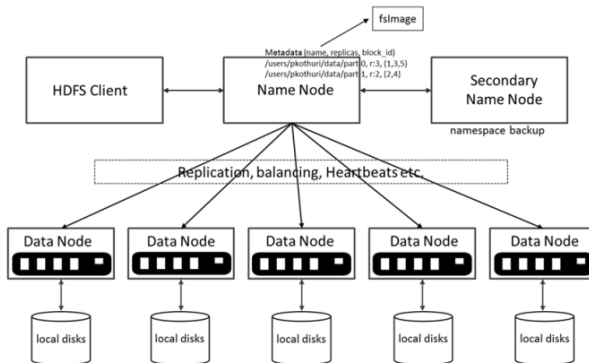 fsImage
Metadata (name, replicas, block_id)
/users/pkothuri/data/part 0, r:3, {1,3,5}
/users/pkothuri/data/part 1, r:2, {2,4}
HDFS Client
Name Node
Secondary
Name Node
namespace backup
Replication, balancing, Heartbeats etc.
Data Node
Data Node
Data Node
Data Node
Data Node
local disks
local disks
local disks
local disks
local disks